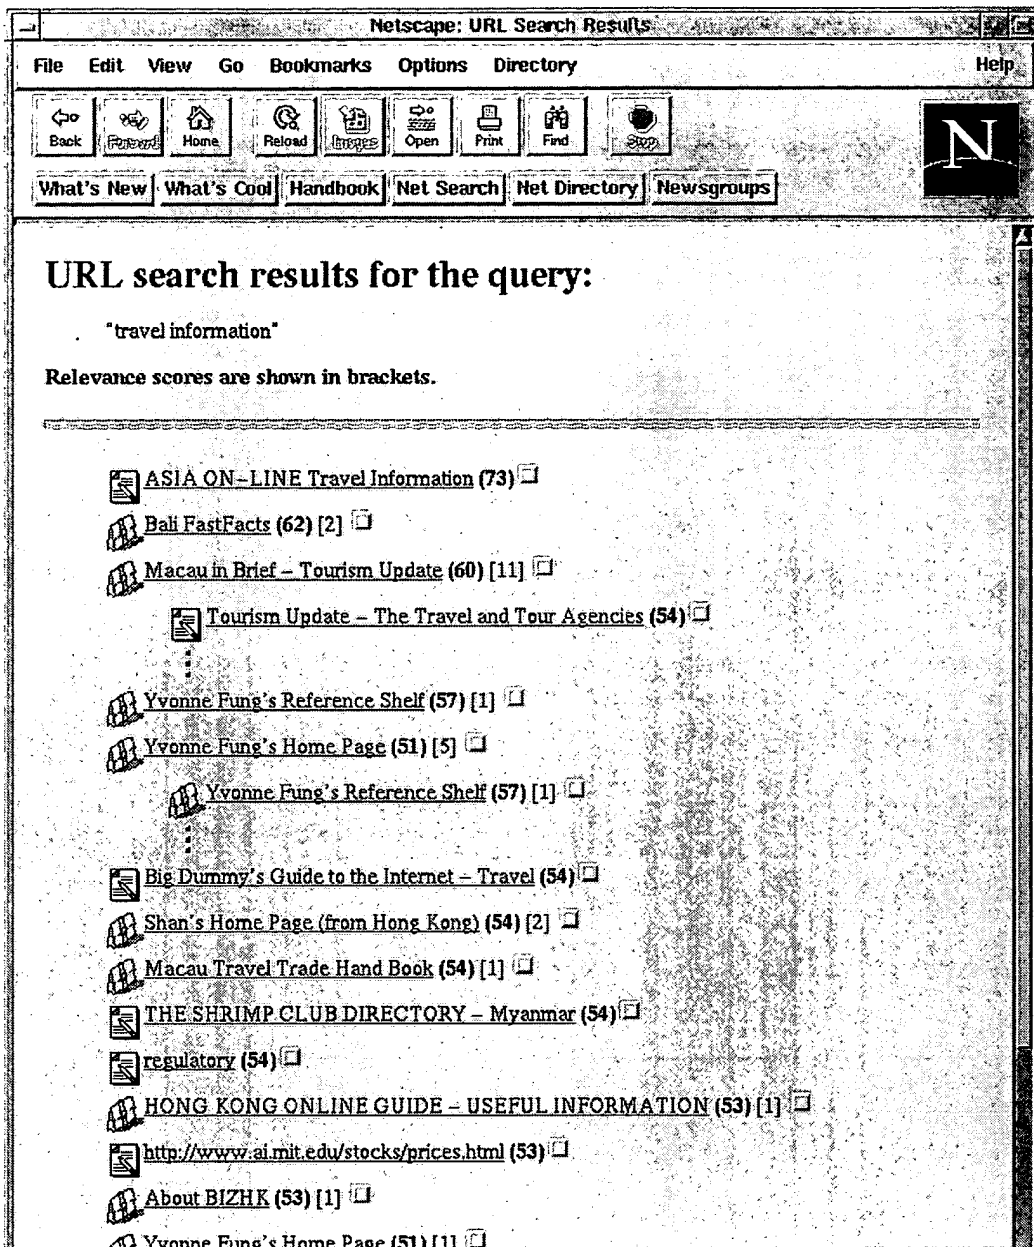 Netscape: URL Search Results
File Edit View Go Bookmarks Options Directory Help
Back Forward Home Reload Images Open Print Find Stop
N
What's New What's Cool Handbook Net Search Net Directory Newsgroups
URL search results for the query:
"travel information"
Relevance scores are shown in brackets.
ASIA ON-LINE Travel Information (73)
Bali FastFacts (62) [2]
Macau in Brief – Tourism Update (60) [11]
Tourism Update – The Travel and Tour Agencies (54)
Yvonne Fung's Reference Shelf (57) [1]
Yvonne Fung's Home Page (51) [5]
Yvonne Fung's Reference Shelf (57) [1]
Big Dummy's Guide to the Internet – Travel (54)
Shan's Home Page (from Hong Kong) (54) [2]
Macau Travel Trade Hand Book (54) [1]
THE SHRIMP CLUB DIRECTORY – Myanmar (54)
regulatory (54)
HONG KONG ONLINE GUIDE – USEFUL INFORMATION (53) [1]
http://www.ai.mit.edu/stocks/prices.html (53)
About BIZHK (53) [1]
Yvonne Fung's Home Page (51) [1]